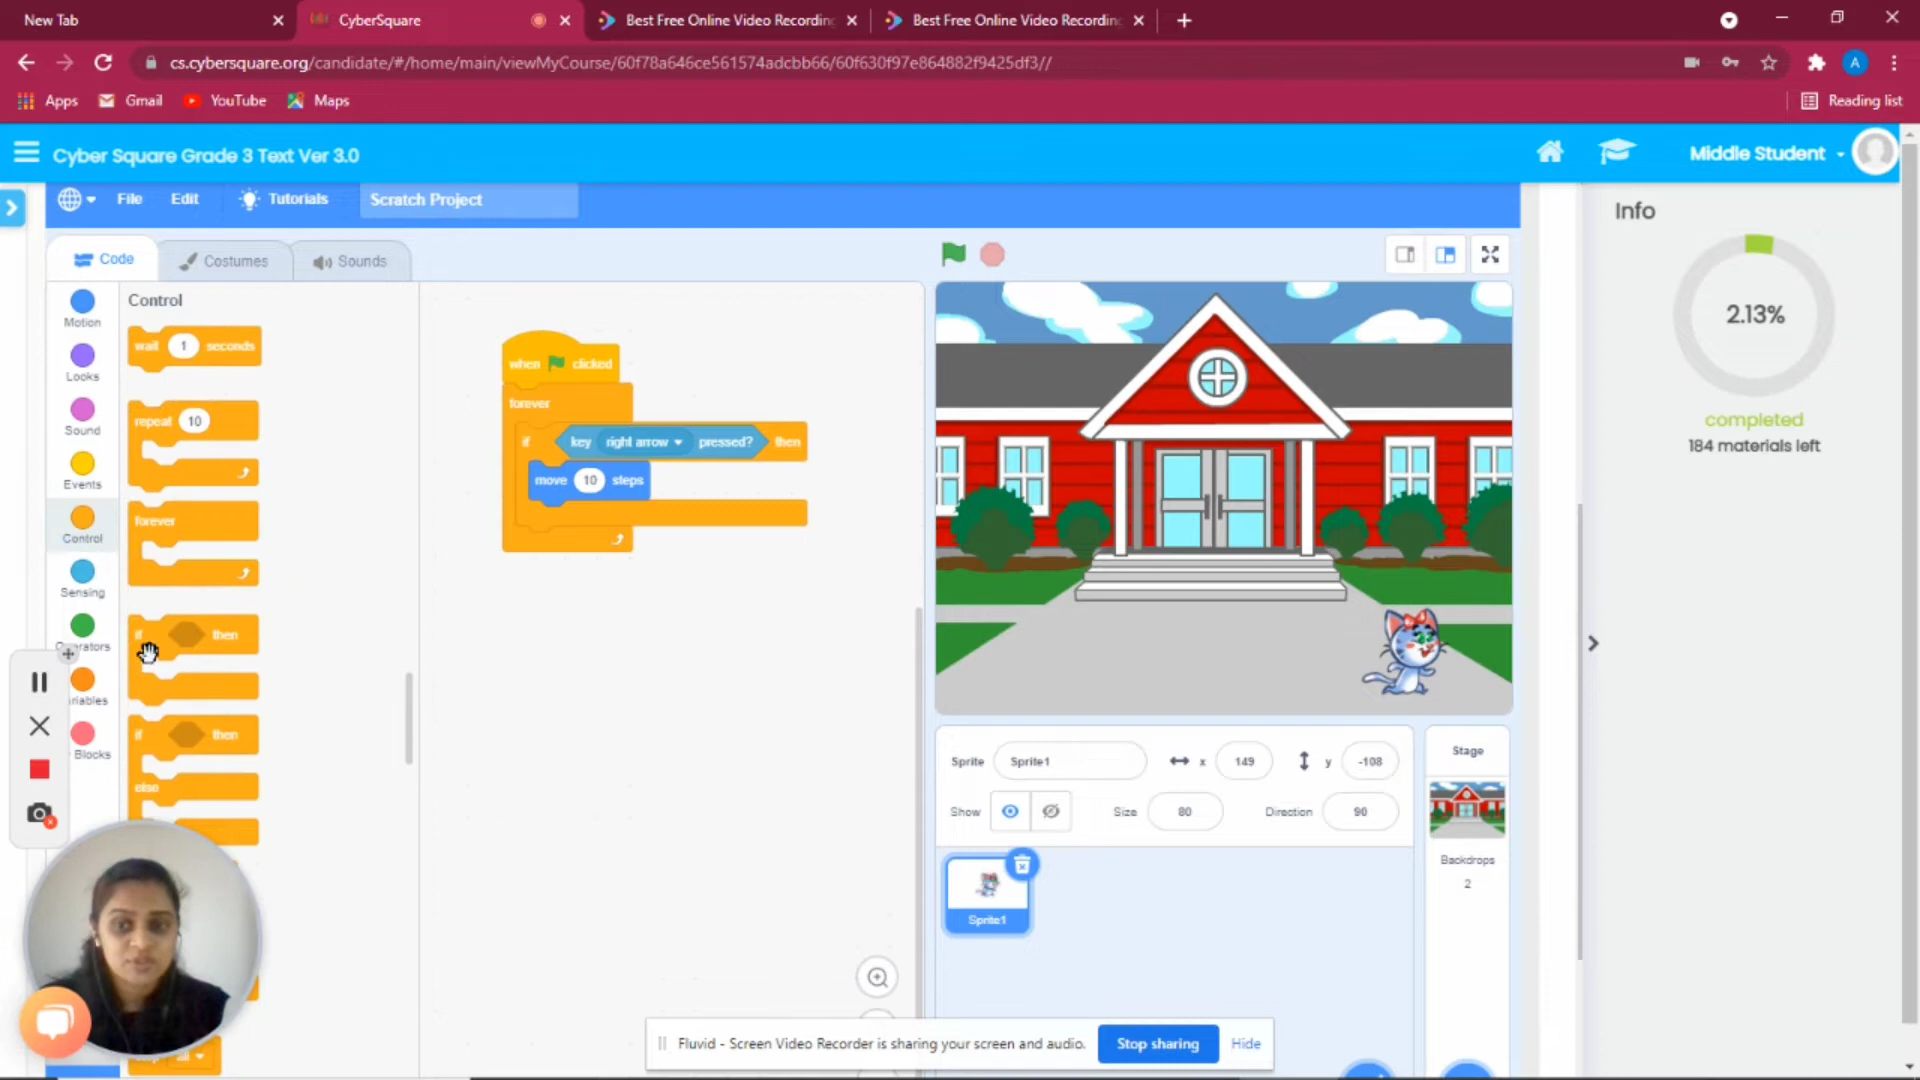 New Tab
CyberSquare
Best Free Online Video Recording
Best Free Online Video Recording
cs.cybersquare.org/candidate/#/home/main/viewMyCourse/60f78a646ce561574adcbb66/60f630f97e864882f9425df3//
A
Apps
Gmail
YouTube
Maps
Reading list
Cyber Square Grade 3 Text Ver 3.0
Middle Student
File
Edit
Tutorials
Scratch Project
Info
Code
Costumes
Sounds
Motion
Looks
Sound
Events
Control
Sensing
Variables
Blocks
Control
wait 1 seconds
repeat 10
forever
if then
if then
else
when clicked
forever
if key right arrow pressed? then
move 10 steps
2.13%
completed
184 materials left
Sprite Sprite1 x 149 y -108
Show Size 80 Direction 90
Sprite1
Stage
Backdrops
2
Fluvid - Screen Video Recorder is sharing your screen and audio.
Stop sharing
Hide